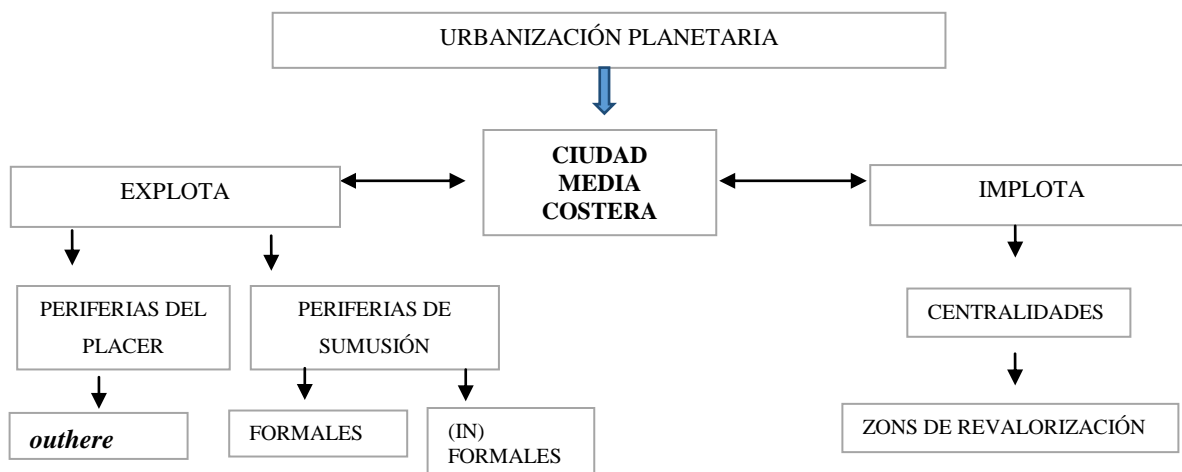 URBANIZACIÓN PLANETARIA
CIUDAD
MEDIA
COSTERA
EXPLOTA
IMPLOTA
PERIFERIAS DEL
PLACER
PERIFERIAS DE
SUMUSIÓN
CENTRALIDADES
outhere
FORMALES
(IN)
FORMALES
ZONS DE REVALORIZACIÓN